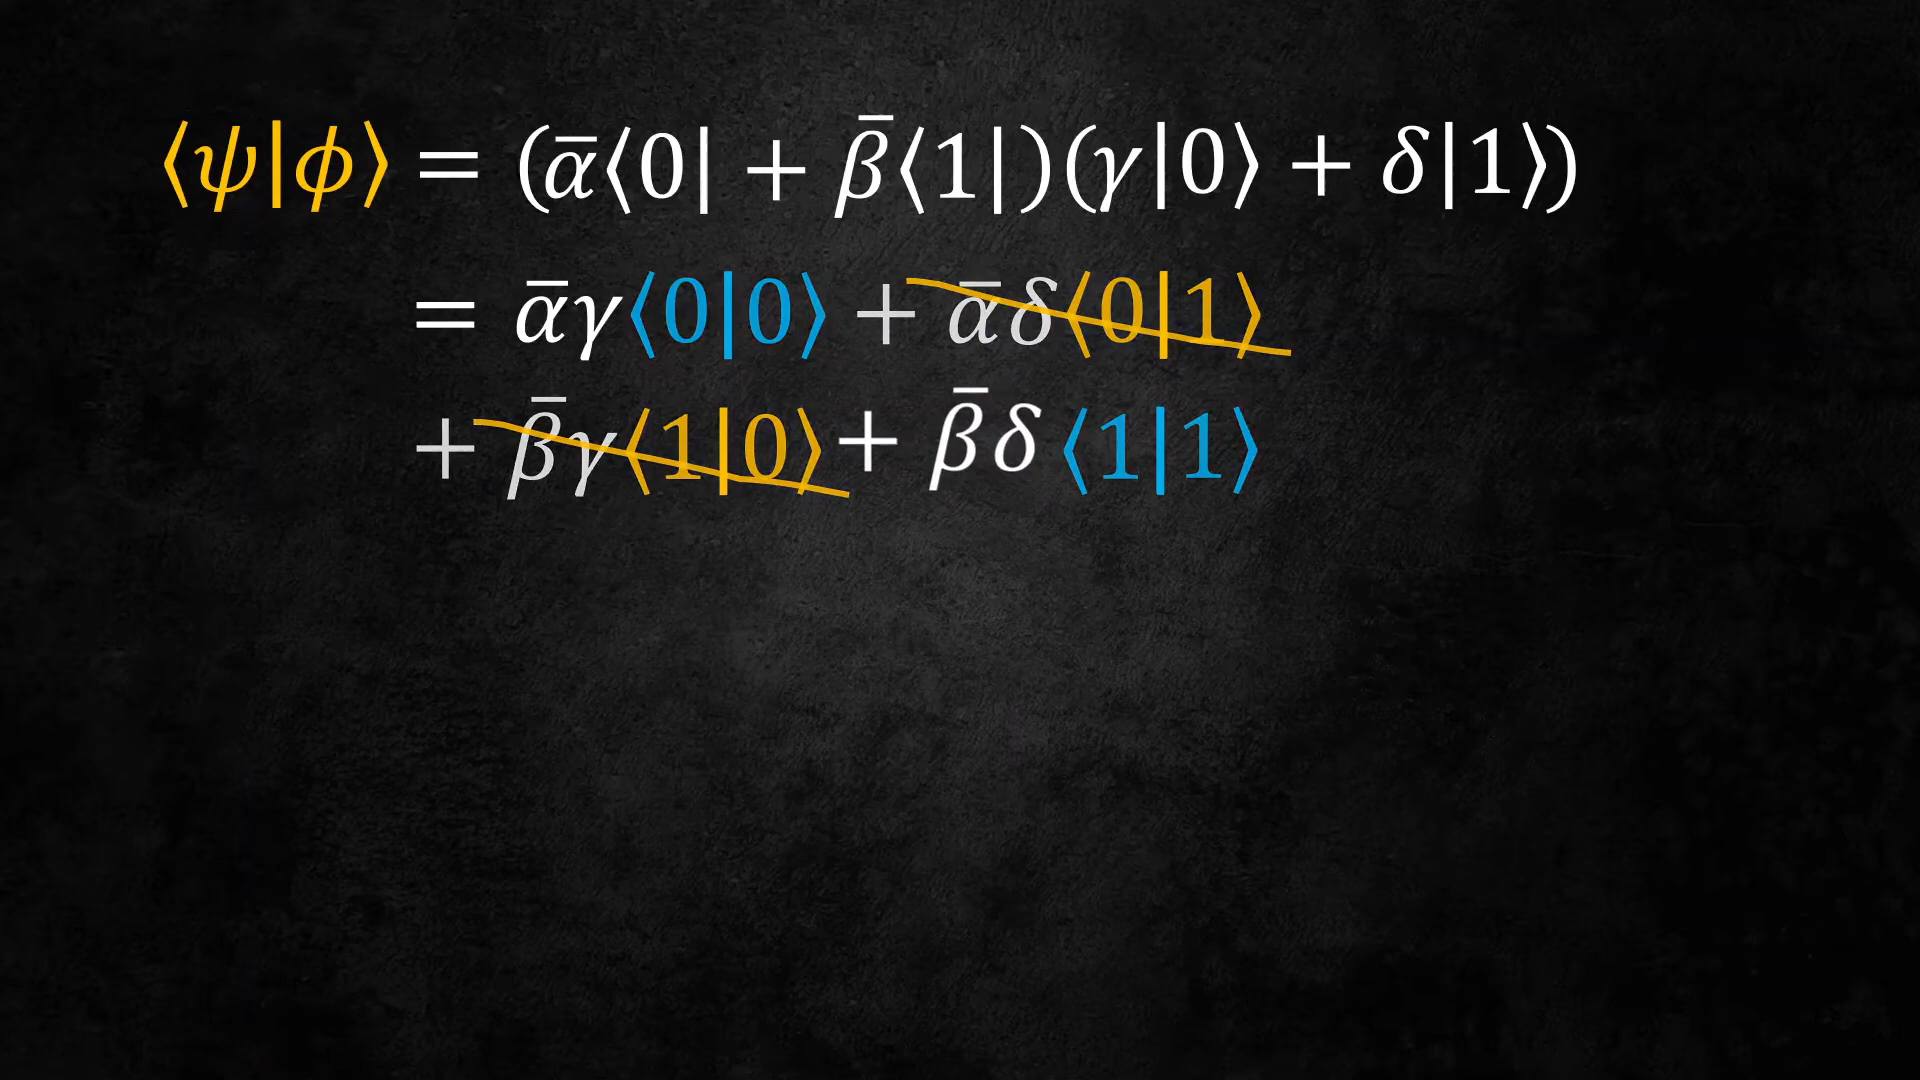 ⟨ψ|ϕ⟩ = (ᾱ⟨0| + β̄⟨1|)(γ|0⟩ + δ|1⟩)
= ᾱγ⟨0|0⟩ + ᾱδ⟨0|1⟩
+ β̄γ⟨1|0⟩ + β̄δ ⟨1|1⟩